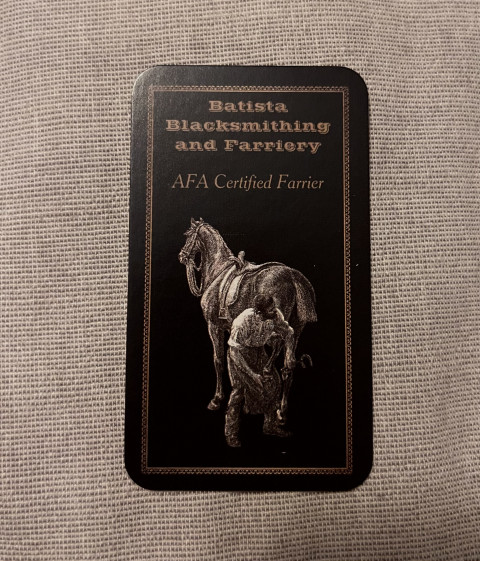 Batista
Blacksmithing
and Farriery
AFA Certified Farrier